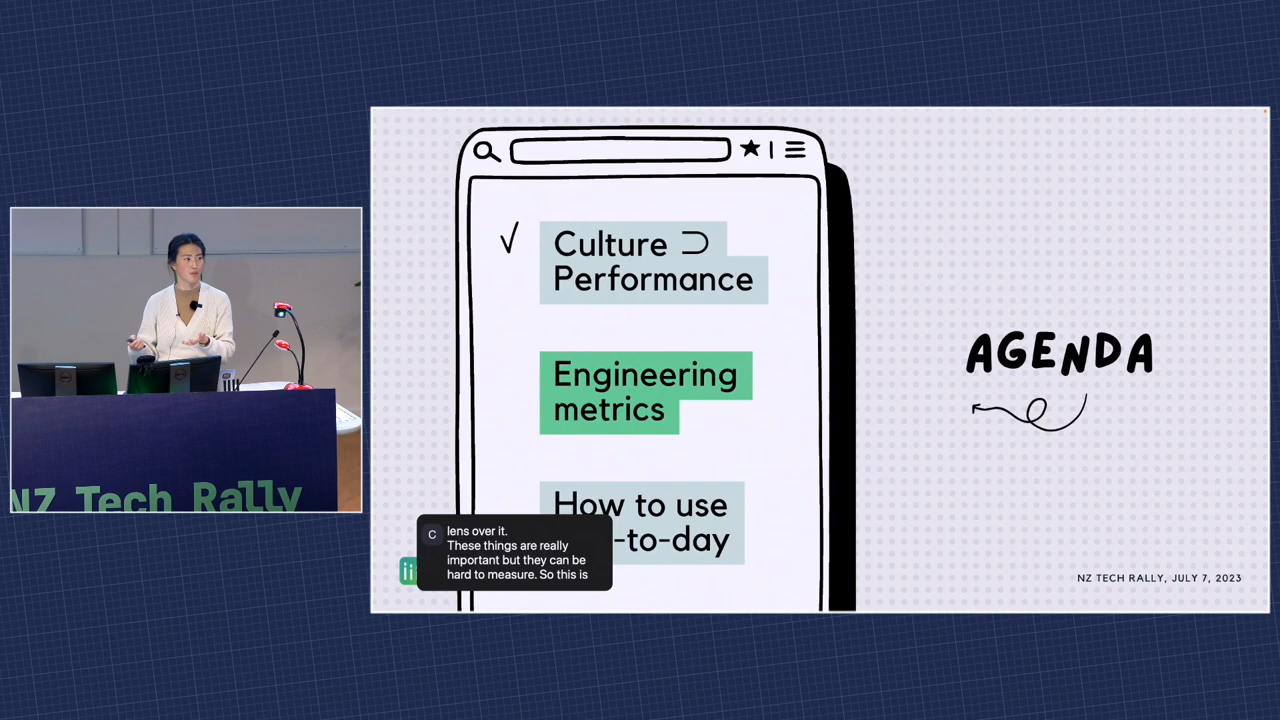 √ Culture ⊃
Performance
Engineering
metrics
How to use
-to-day
AGENDA
C
lens over it.
These things are really
important but they can be
hard to measure. So this is
NZ TECH RALLY, JULY 7, 2023
NZ Tech Rally